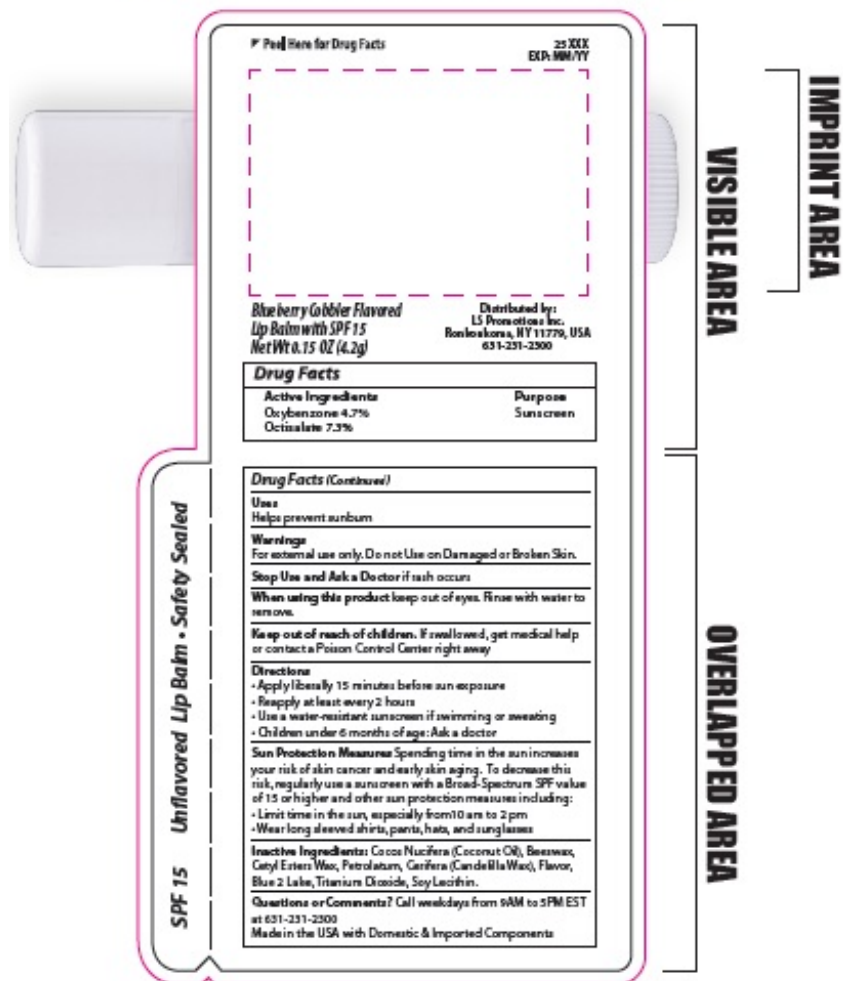 Peel Here for Drug Facts
25 XXX
EXP: MM/YY
Blueberry Cobbler Flavored
Lip Balm with SPF 15
Net Wt 0.15 OZ (4.2g)
Distributed by:
LS Promotions Inc.
Ronkonkoma, NY 11779, USA
631-231-2300
Drug Facts
Active Ingredients
Purpose
Oxybenzone 4.7%
Sunscreen
Octisalate 7.3%
Drug Facts (Continued)
Uses
Helps prevent sunburn
Warnings
For external use only. Do not Use on Damaged or Broken Skin.
Stop Use and Ask a Doctor if rash occurs
When using this product keep out of eyes. Rinse with water to
remove.
Keep out of reach of children. If swallowed, get medical help
or contact a Poison Control Center right away
Directions
• Apply liberally 15 minutes before sun exposure
• Reapply at least every 2 hours
• Use a water-resistant sunscreen if swimming or sweating
• Children under 6 months of age: Ask a doctor
Sun Protection Measures Spending time in the sun increases
your risk of skin cancer and early skin aging. To decrease this
risk, regularly use a sunscreen with a Broad-Spectrum SPF value
of 15 or higher and other sun protection measures including:
• Limit time in the sun, especially from10 am to 2 pm
• Wear long sleeved shirts, pants, hats, and sunglasses
Inactive Ingredients: Cocos Nucifera (Coconut Oil), Beeswax,
Cetyl Esters Wax, Petrolatum, Cerifera (Candelilla Wax), Flavor,
Blue 2 Lake, Titanium Dioxide, Soy Lecithin.
Questions or Comments? Call weekdays from 9AM to 5PM EST
at 631-231-2300
Made in the USA with Domestic & Imported Components
SPF 15 Unflavored Lip Balm • Safety Sealed
IMPRINT AREA
VISIBLE AREA
OVERLAPPED AREA